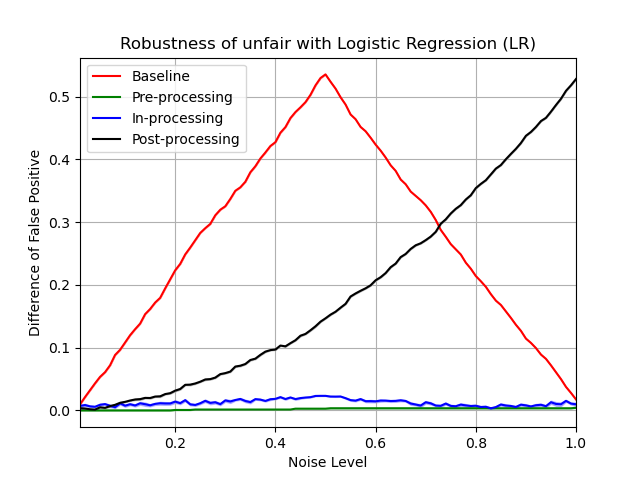 Robustness of unfair with Logistic Regression (LR)
Baseline
Pre-processing
In-processing
Post-processing
Difference of False Positive
0.5
0.4
0.3
0.2
0.1
0.0
0.2 0.4 0.6 0.8 1.0
Noise Level